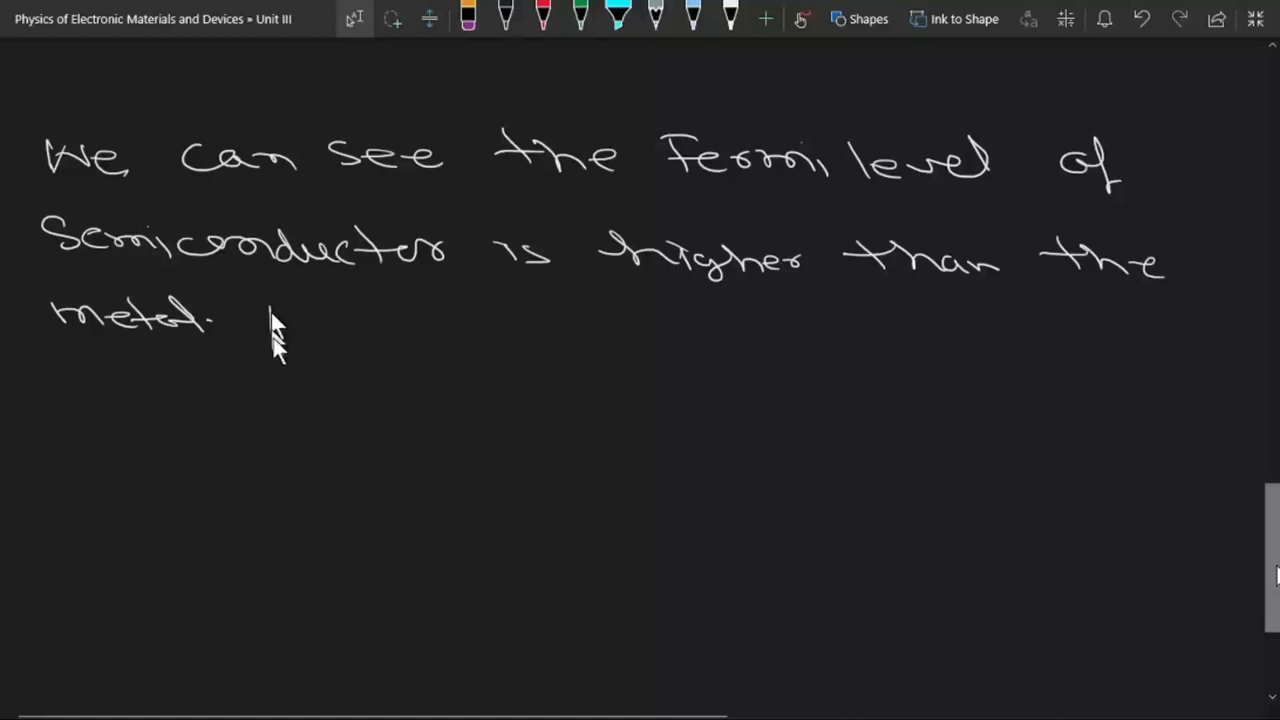 Physics of Electronic Materials and Devices » Unit III
Shapes
Ink to Shape
We can see the Fermi level of
Semiconductor is higher than the
metal.